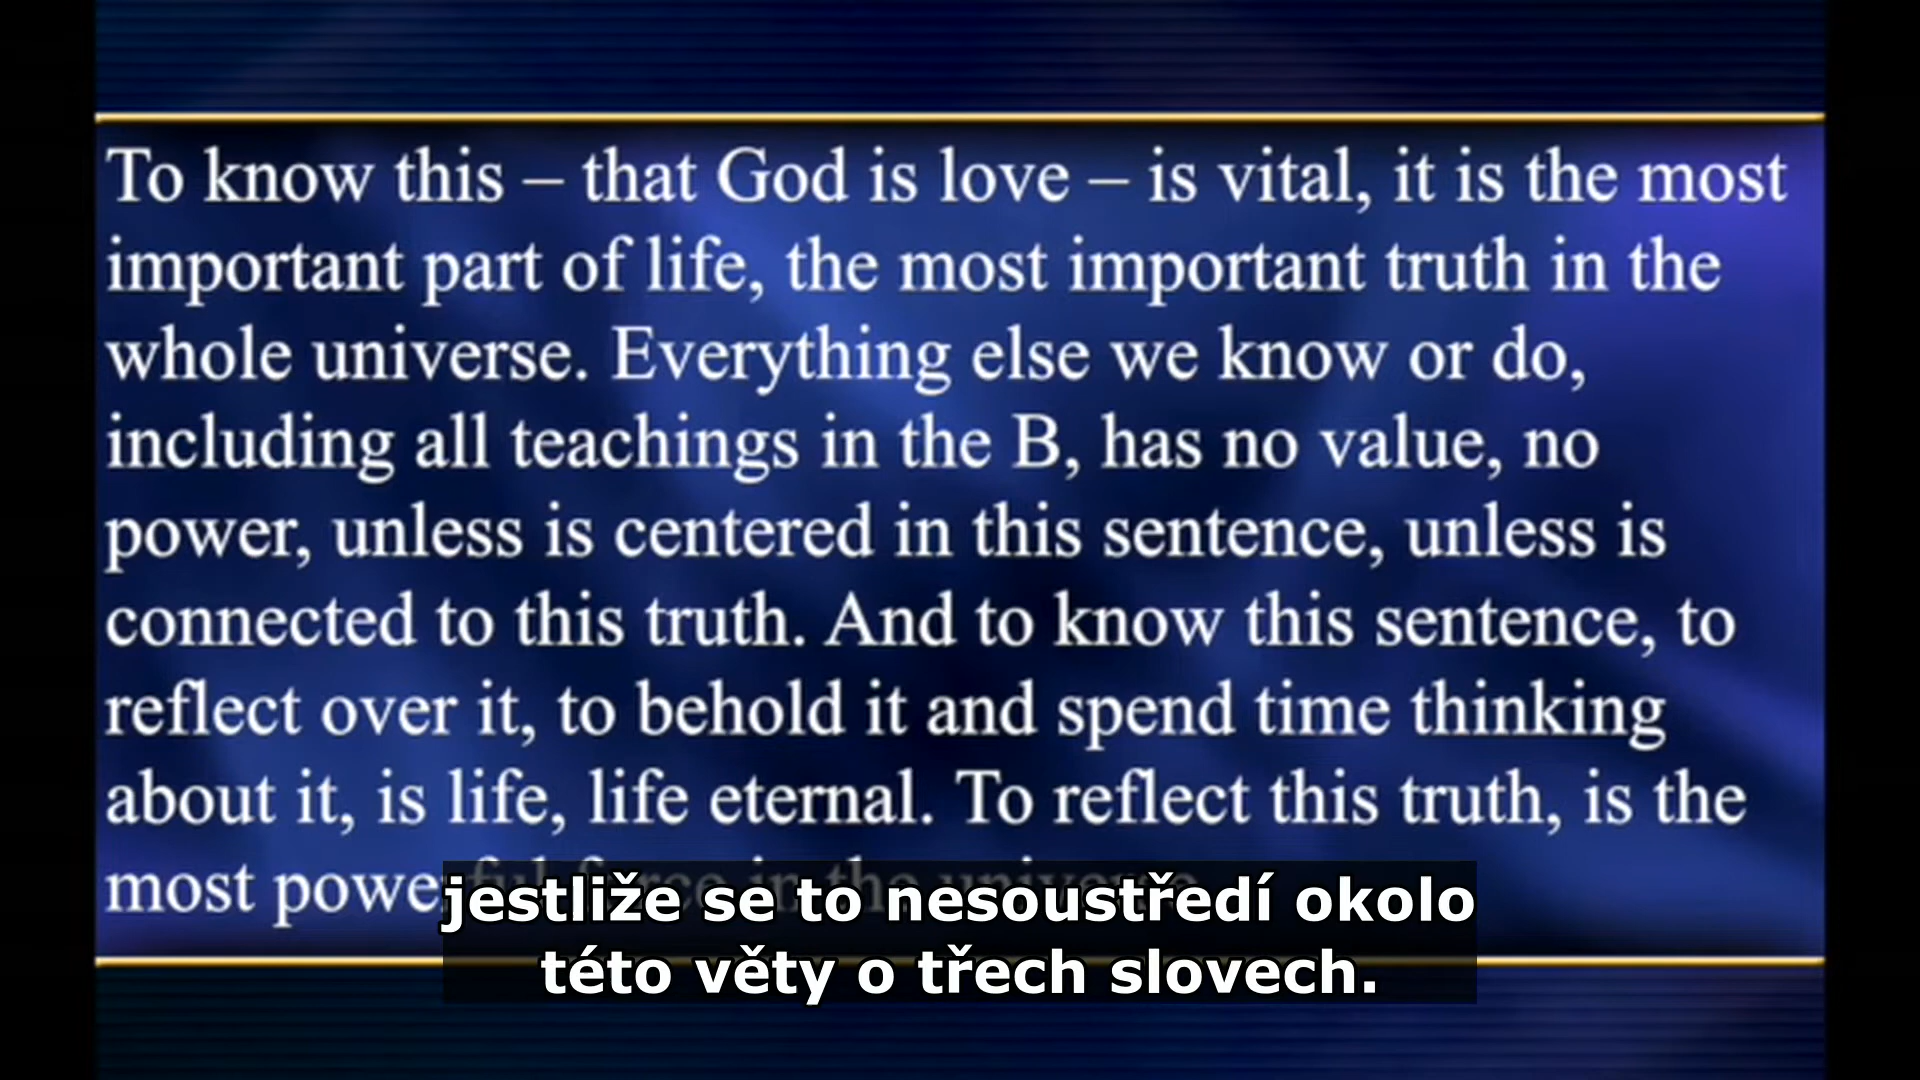 To know this – that God is love – is vital, it is the most
important part of life, the most important truth in the
whole universe. Everything else we know or do,
including all teachings in the B, has no value, no
power, unless is centered in this sentence, unless is
connected to this truth. And to know this sentence, to
reflect over it, to behold it and spend time thinking
about it, is life, life eternal. To reflect this truth, is the
most powerful force in the universe
jestliže se to nesoustředí okolo
této věty o třech slovech.